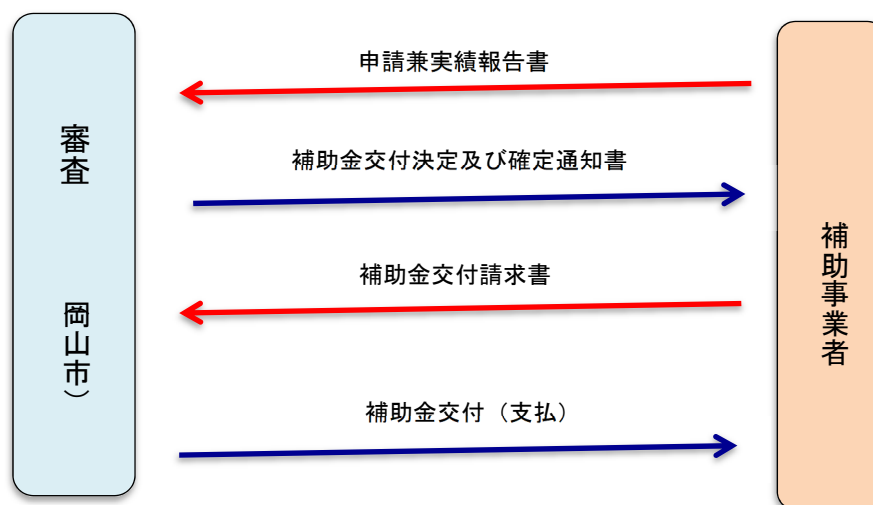 申請兼実績報告書
審査
補助金交付決定及び確定通知書
補助金交付請求書
補助事業者
岡山市）
補助金交付（支払）